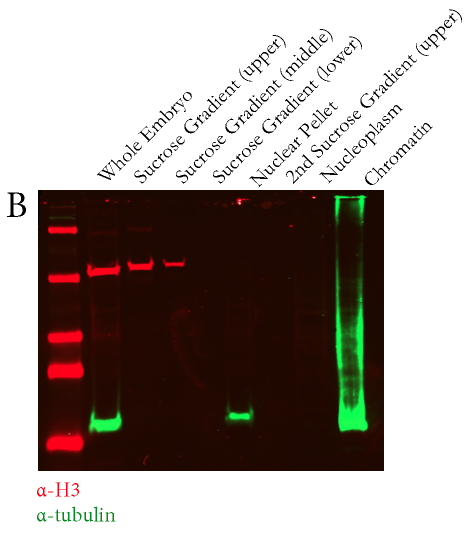 Whole Embryo
Sucrose Gradient (upper)
Sucrose Gradient (middle)
Sucrose Gradient (lower)
Nuclear Pellet
2nd Sucrose Gradient (upper)
Nucleoplasm
Chromatin
B
α-H3
α-tubulin